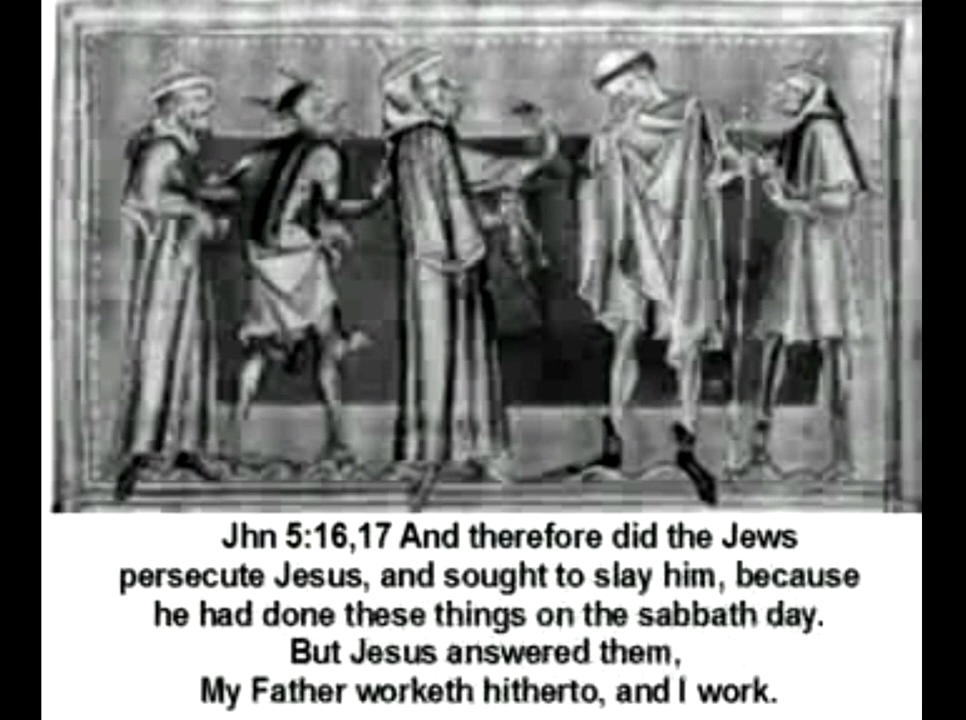 Jhn 5:16,17 And therefore did the Jews
persecute Jesus, and sought to slay him, because
he had done these things on the sabbath day.
But Jesus answered them,
My Father worketh hitherto, and I work.